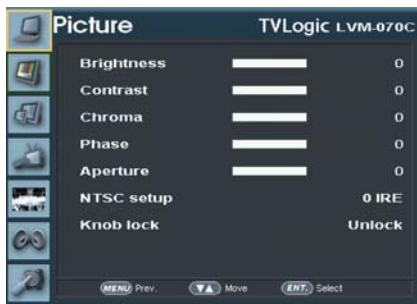 Picture TVLogic LVM-070C
Brightness 0
Contrast 0
Chroma 0
Phase 0
Aperture 0
NTSC setup 0 IRE
Knob lock Unlock
MENU Prev. ▼▲ Move ENT. Select